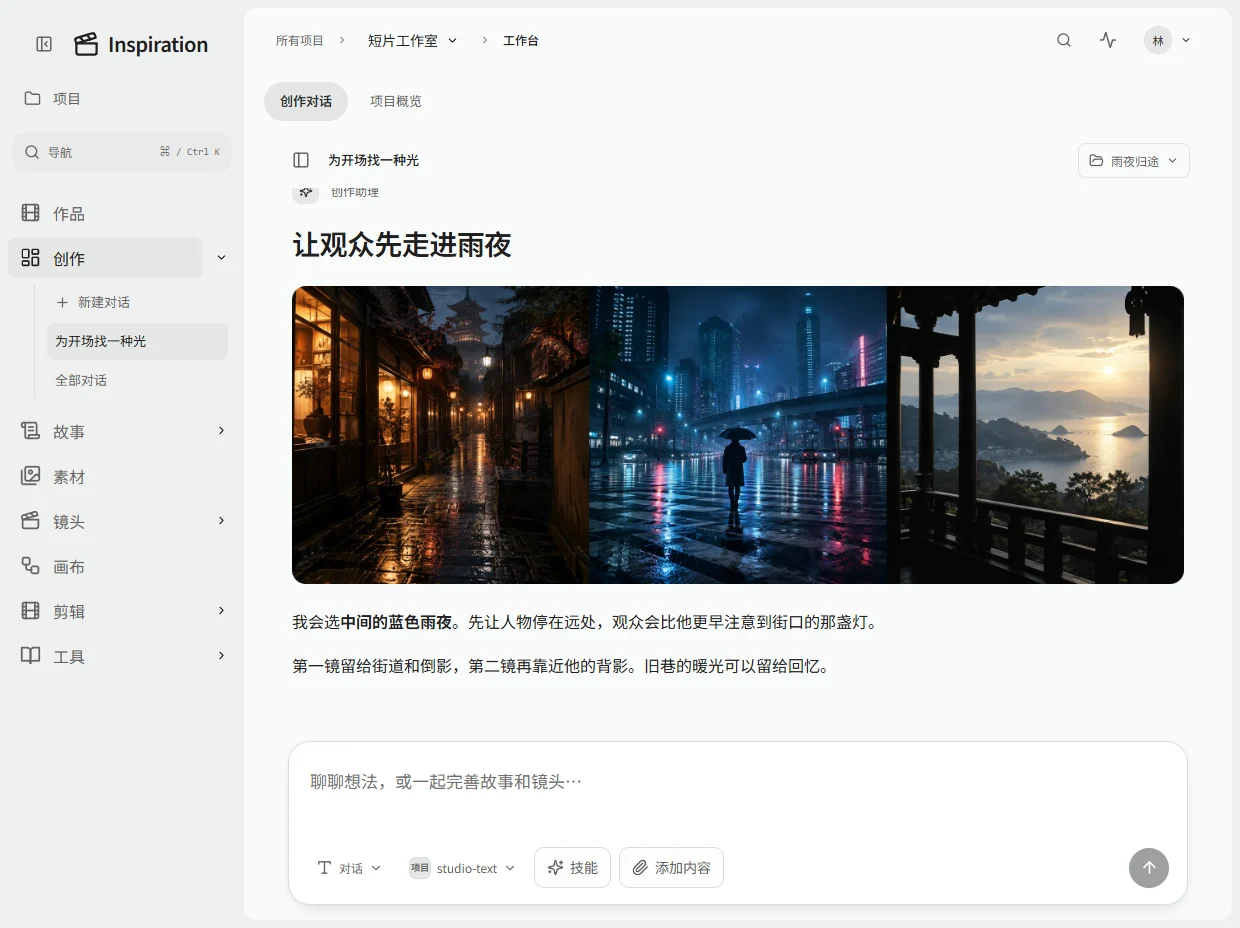 Inspiration
项目
导航 ⌘ / Ctrl K
作品
创作
新建对话
为开场找一种光
全部对话
故事
素材
镜头
画布
剪辑
工具
所有项目 短片工作室 工作台
林
创作对话 项目概览
为开场找一种光
雨夜归途
创作助理
让观众先走进雨夜
我会选中间的蓝色雨夜。先让人物停在远处，观众会比他更早注意到街口的那盏灯。
第一镜留给街道和倒影，第二镜再靠近他的背影。旧巷的暖光可以留给回忆。
聊聊想法，或一起完善故事和镜头…
对话 项目 studio-text 技能 添加内容